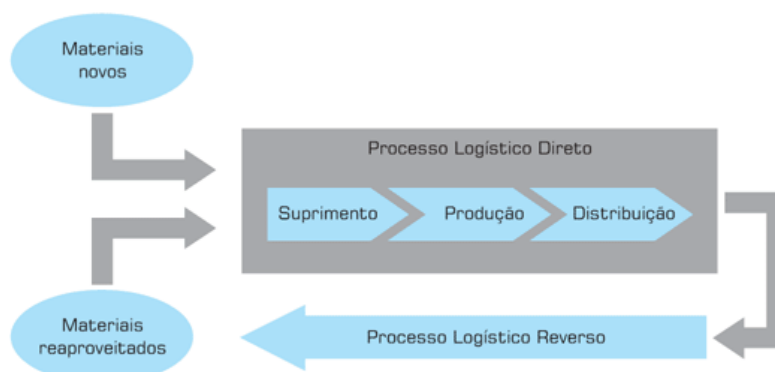 Materiais
novos
Processo Logístico Direto
Suprimento
Produção
Distribuição
Materiais
reaproveitados
Processo Logístico Reverso